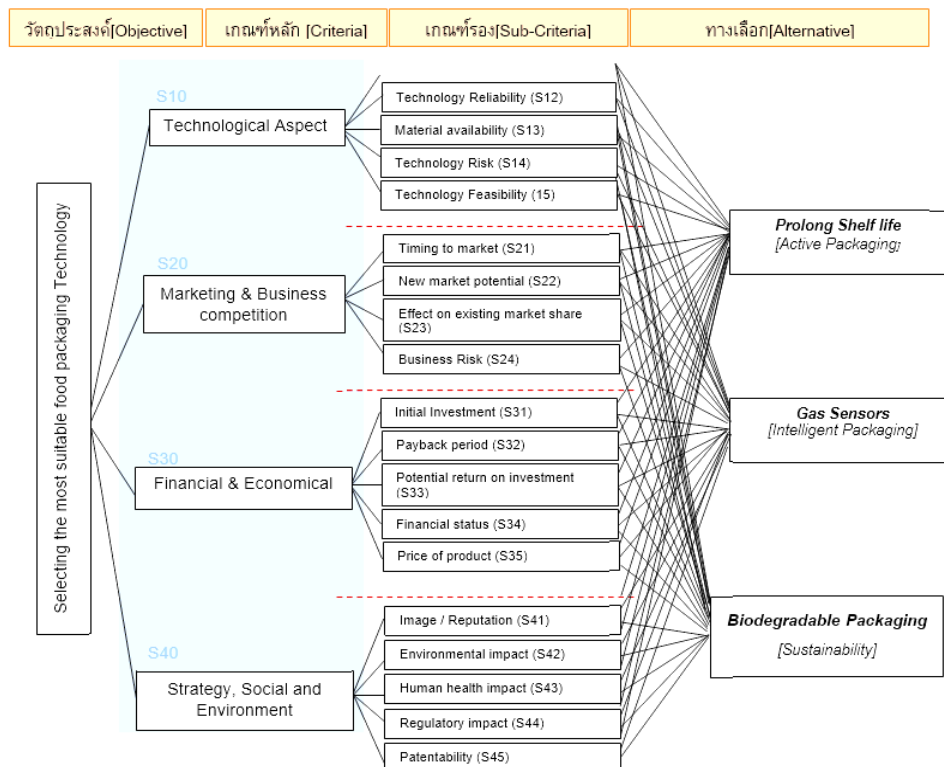 วัตถุประสงค์[Objective]
เกณฑ์หลัก [Criteria]
เกณฑ์รอง[Sub-Criteria]
ทางเลือก[Alternative]
Selecting the most suitable food packaging Technology
S10
Technological Aspect
S20
Marketing & Business
competition
S30
Financial & Economical
S40
Strategy, Social and
Environment
Technology Reliability (S12)
Material availability (S13)
Technology Risk (S14)
Technology Feasibility (15)
Timing to market (S21)
New market potential (S22)
Effect on existing market share
(S23)
Business Risk (S24)
Initial Investment (S31)
Payback period (S32)
Potential return on investment
(S33)
Financial status (S34)
Price of product (S35)
Image / Reputation (S41)
Environmental impact (S42)
Human health impact (S43)
Regulatory impact (S44)
Patentability (S45)
Prolong Shelf life
[Active Packaging]
Gas Sensors
[Intelligent Packaging]
Biodegradable Packaging
[Sustainability]